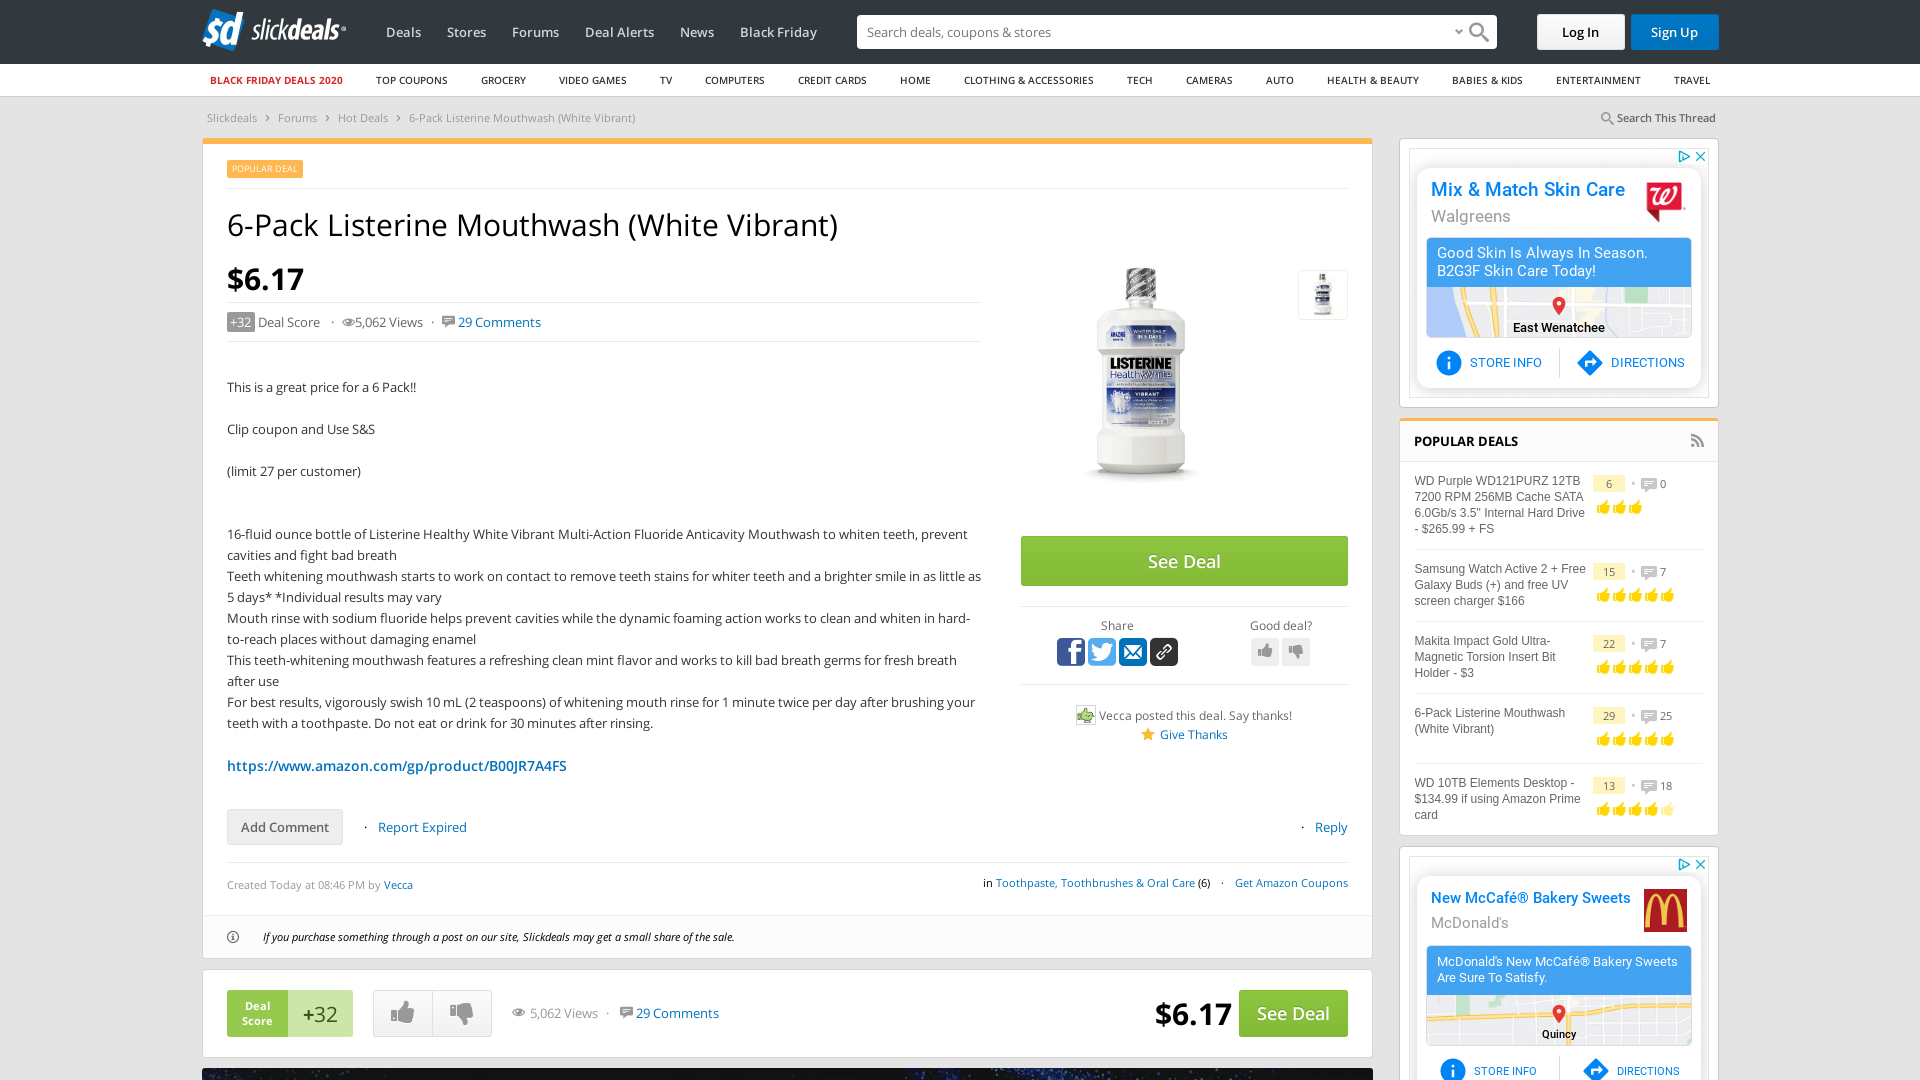 slickdeals
Deals
Stores
Forums
Deal Alerts
News
Black Friday
Search deals, coupons & shopping
Log In
Sign Up
BLACK FRIDAY DEALS 2020
TOP COUPONS
GROCERY
VIDEO GAMES
TV
COMPUTERS
CREDIT CARDS
HOME
CLOTHING & ACCESSORIES
TECH
CAMERAS
AUTO
HEALTH & BEAUTY
BABIES & KIDS
ENTERTAINMENT
TRAVEL
Slickdeals › Forums › Hot Deals › 6-Pack Listerine Mouthwash (White Vibrant)
Search This Thread
POPULAR DEAL
6-Pack Listerine Mouthwash (White Vibrant)
$6.17
+32 Deal Score · 5,062 Views · 29 Comments
This is a great price for a 6 Pack!!
Clip coupon and Use S&S
(limit 27 per customer)
16-fluid ounce bottle of Listerine Healthy White Vibrant Multi-Action Fluoride Anticavity Mouthwash to whiten teeth, prevent
cavities and fight bad breath
Teeth whitening mouthwash starts to work on contact to remove teeth stains for whiter teeth and a brighter smile in as little as
5 days* *Individual results may vary
Mouth rinse with sodium fluoride helps prevent cavities while the dynamic foaming action works to clean and whiten in hard-
to-reach places without damaging enamel
This teeth-whitening mouthwash features a refreshing clean mint flavor and works to kill bad breath germs for fresh breath
after use
For best results, vigorously swish 10 mL (2 teaspoons) of whitening mouth rinse for 1 minute twice per day after brushing your
teeth with a toothpaste. Do not eat or drink for 30 minutes after rinsing.
https://www.amazon.com/gp/product/B00JR7A4FS
WHITER SMILE
IN 5 DAYS
LISTERINE
HealthyWhite
VIBRANT
See Deal
Share
Good deal?
Vecca posted this deal. Say thanks!
Give Thanks
Add Comment
· Report Expired
· Reply
Created Today at 08:46 PM by Vecca
in Toothpaste, Toothbrushes & Oral Care (6) · Get Amazon Coupons
If you purchase something through a post on our site, Slickdeals may get a small share of the sale.
Deal
Score
+32
5,062 Views · 29 Comments
$6.17
See Deal
Mix & Match Skin Care
Walgreens
Good Skin Is Always In Season.
B2G3F Skin Care Today!
East Wenatchee
STORE INFO
DIRECTIONS
POPULAR DEALS
WD Purple WD121PURZ 12TB
7200 RPM 256MB Cache SATA
6.0Gb/s 3.5" Internal Hard Drive
- $265.99 + FS
6 • 0
Samsung Watch Active 2 + Free
Galaxy Buds (+) and free UV
screen charger $166
15 • 7
Makita Impact Gold Ultra-
Magnetic Torsion Insert Bit
Holder - $3
22 • 7
6-Pack Listerine Mouthwash
(White Vibrant)
29 • 25
WD 10TB Elements Desktop -
$134.99 if using Amazon Prime
card
13 • 18
New McCafé® Bakery Sweets
McDonald's
McDonald's New McCafé® Bakery Sweets
Are Sure To Satisfy.
Quincy
STORE INFO
DIRECTIONS